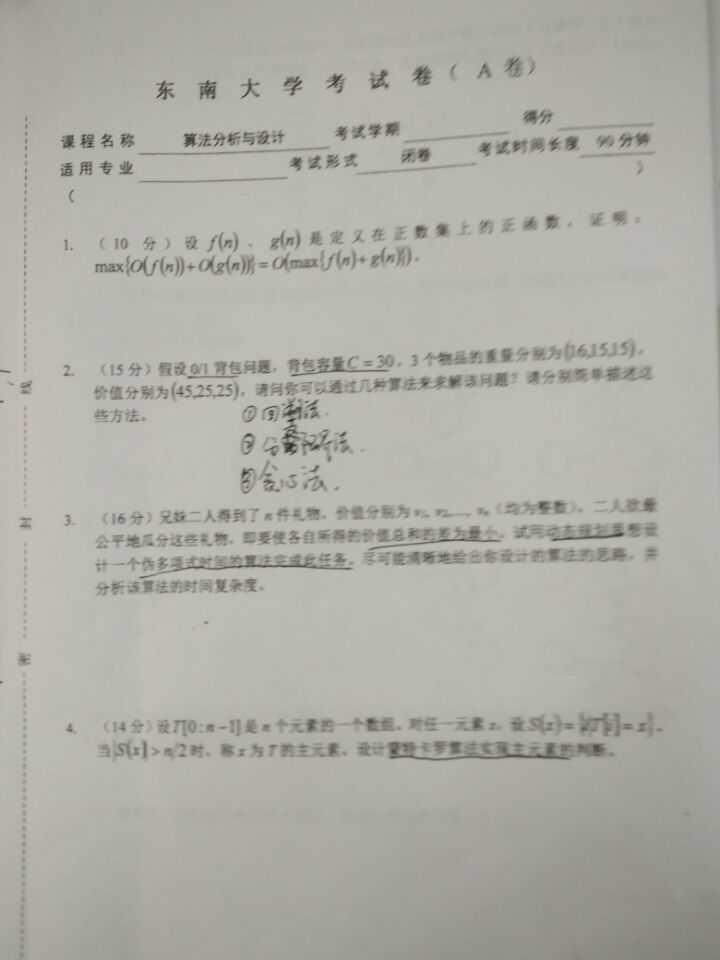 东南大学考试卷（A卷）
课程名称 算法分析与设计 考试学期 得分
适用专业 考试形式 闭卷 考试时间长度 90分钟
（ ）
1. （10 分）设 f(n)、 g(n) 是定义在正数集上的正函数，证明：
max{O(f(n))+O(g(n))}=O(max{f(n)+g(n)})。
2. （15 分）假设 0/1 背包问题，背包容量 C = 30，3 个物品的重量分别为(16,15,15)，
价值分别为(45,25,25)，请问你可以通过几种算法来求解该问题？请分别简单描述这
些方法。
①回溯法.
②分 限界法.
③贪心法.
3. （16 分）兄妹二人得到了 n 件礼物，价值分别为 v₁, v₂,..., vₙ（均为整数），二人欲最
公平地瓜分这些礼物，即要使各自所得的价值总和的差为最小。试用动态规划思想设
计一个伪多项式时间的算法完成此任务。尽可能清晰地给出你设计的算法的思路，并
分析该算法的时间复杂度。
4. （14 分）设T[0:n-1]是 n 个元素的一个数组。对任一元素 x，设 S(x)={i|T[i]=x}。
当|S(x)|>n/2 时，称 x 为 T 的主元素。设计蒙特卡罗算法实现主元素的判断。
线
封
密